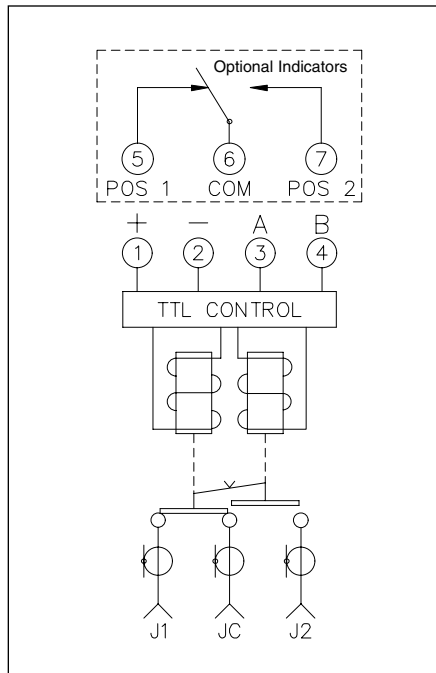 Optional Indicators
5 6 7
POS 1 COM POS 2
+ − A B
1 2 3 4
TTL CONTROL
J1 JC J2